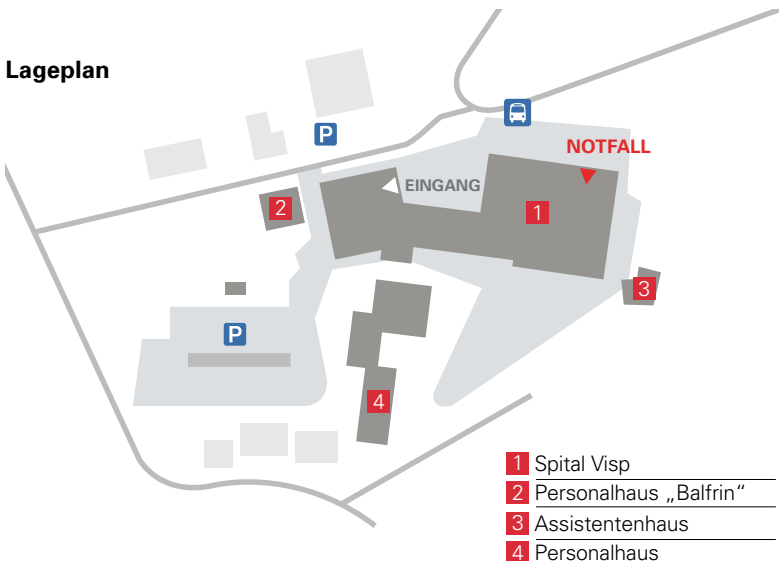 Lageplan
P
NOTFALL
EINGANG
2
1
3
P
4
1 Spital Visp
2 Personalhaus „Balfrin“
3 Assistentenhaus
4 Personalhaus